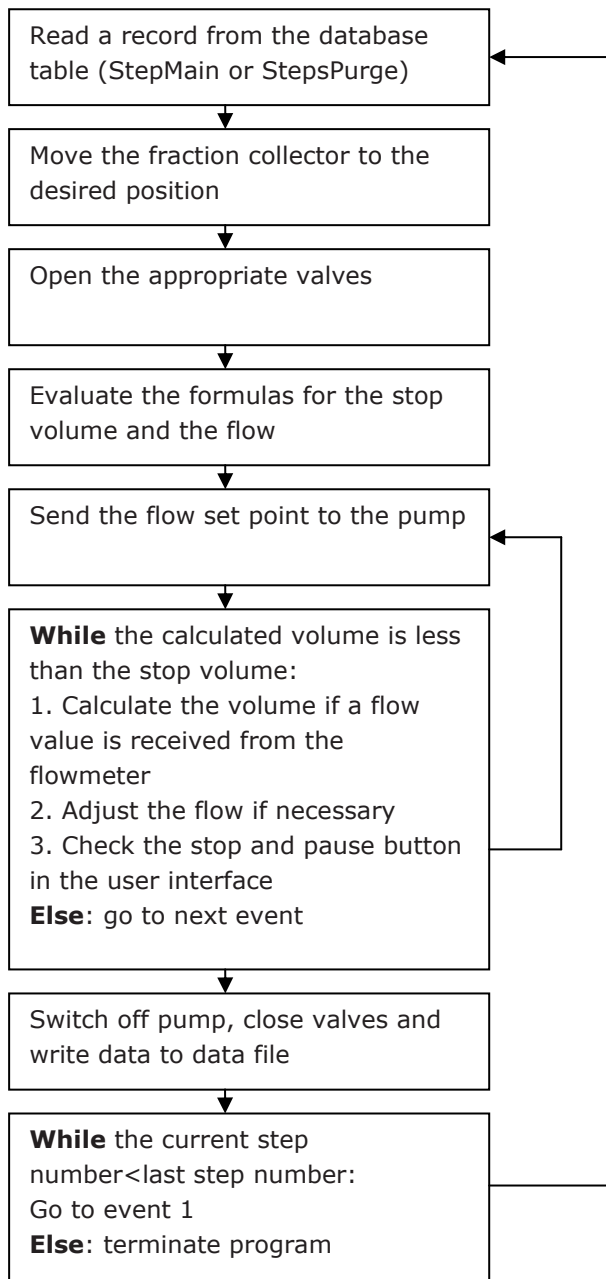 Read a record from the database
table (StepMain or StepsPurge)
Move the fraction collector to the
desired position
Open the appropriate valves
Evaluate the formulas for the stop
volume and the flow
Send the flow set point to the pump
While the calculated volume is less
than the stop volume:
1. Calculate the volume if a flow
value is received from the
flowmeter
2. Adjust the flow if necessary
3. Check the stop and pause button
in the user interface
Else: go to next event
Switch off pump, close valves and
write data to data file
While the current step
number<last step number:
Go to event 1
Else: terminate program